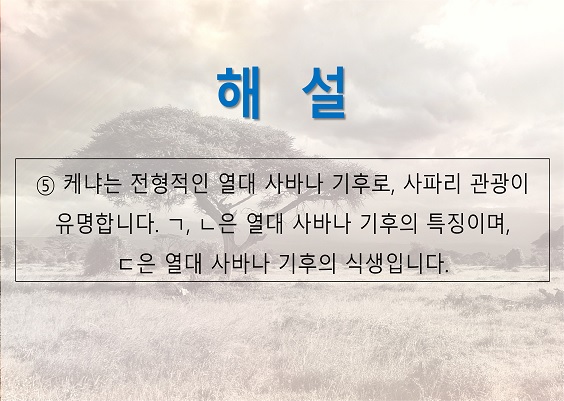 해 설
⑤ 케냐는 전형적인 열대 사바나 기후로, 사파리 관광이
유명합니다. ㄱ, ㄴ은 열대 사바나 기후의 특징이며,
ㄷ은 열대 사바나 기후의 식생입니다.